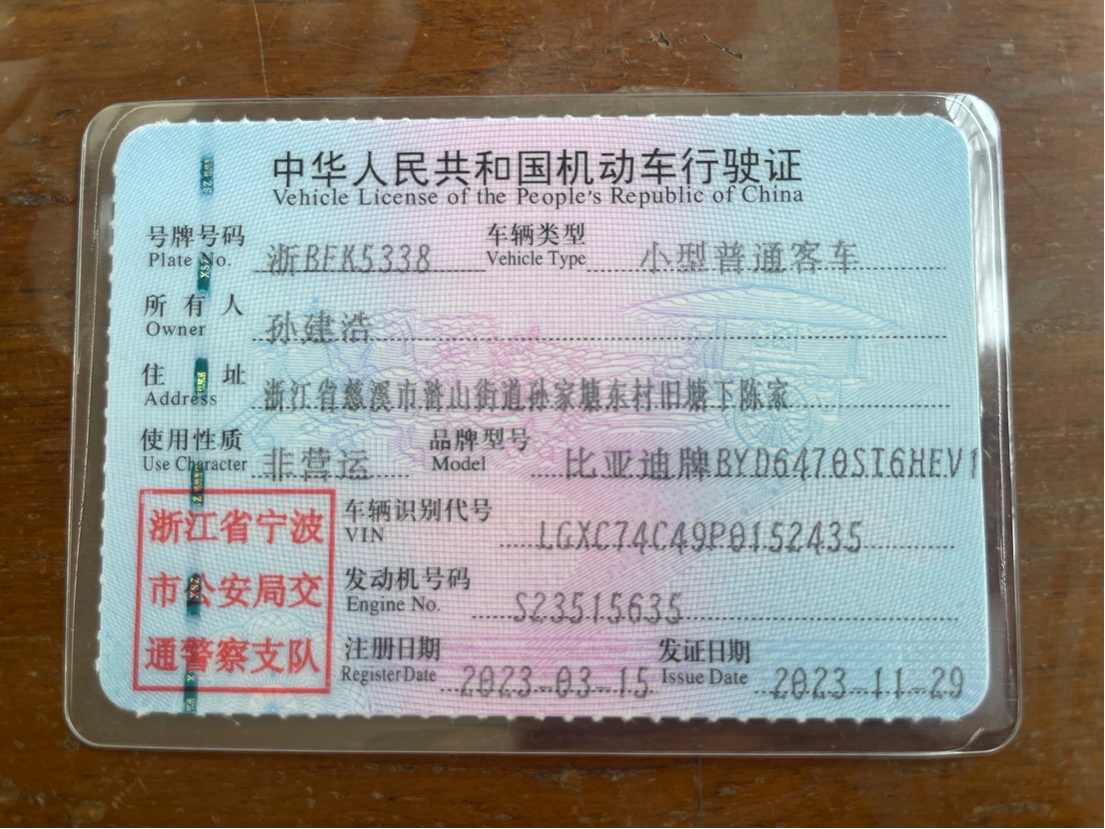 中华人民共和国机动车行驶证
Vehicle License of the People's Republic of China
号牌号码 浙BFK5338 车辆类型 小型普通客车
Plate No. Vehicle Type
所有人 孙建浩
Owner
住址 浙江省慈溪市浒山街道孙家塘东村旧塘下陈家
Address
使用性质 非营运 品牌型号 比亚迪牌BYD6470SI6HEV1
Use Character Model
浙江省宁波
市公安局交
通警察支队
车辆识别代号 LGXC74C49P0152435
VIN
发动机号码 S23515635
Engine No.
注册日期 2023-03-15 发证日期 2023-11-29
Register Date Issue Date